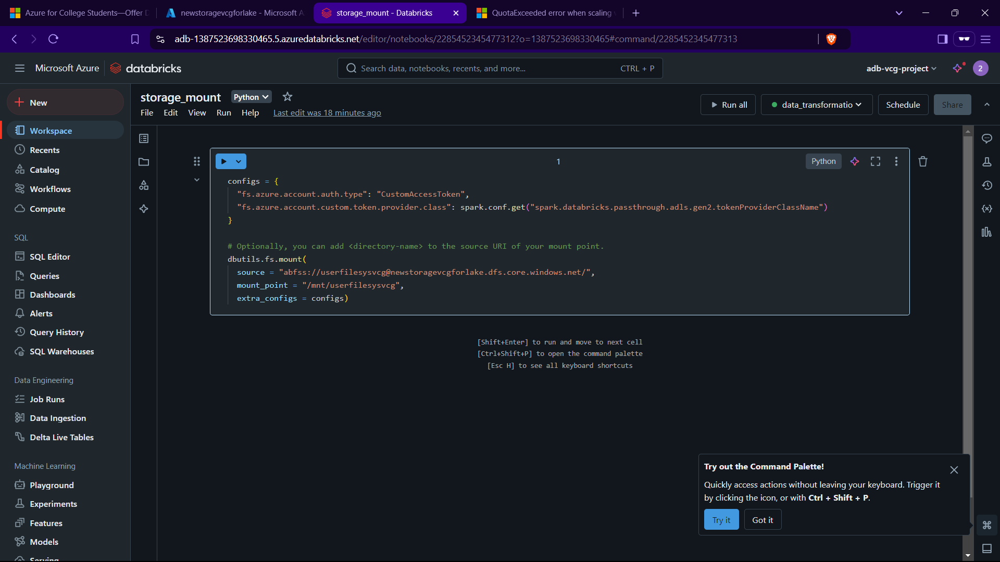 Azure for College Students—Offer D
newstoragevcgforlake - Microsoft A
storage_mount - Databricks
QuotaExceeded error when scaling
adb-1387523698330465.5.azuredatabricks.net/editor/notebooks/2285452345477312?o=1387523698330465#command/2285452345477313
Microsoft Azure
databricks
Search data, notebooks, recents, and more...
CTRL + P
adb-vcg-project
2
New
Workspace
Recents
Catalog
Workflows
Compute
SQL
SQL Editor
Queries
Dashboards
Alerts
Query History
SQL Warehouses
Data Engineering
Job Runs
Data Ingestion
Delta Live Tables
Machine Learning
Playground
Experiments
Features
Models
Serving
storage_mount
Python
File Edit View Run Help
Last edit was 18 minutes ago
Run all
data_transformatio
Schedule
Share
1
Python
configs = {
"fs.azure.account.auth.type": "CustomAccessToken",
"fs.azure.account.custom.token.provider.class": spark.conf.get("spark.databricks.passthrough.adls.gen2.tokenProviderClassName")
}
# Optionally, you can add <directory-name> to the source URI of your mount point.
dbutils.fs.mount(
source = "abfss://userfilesysvcg@newstoragevcgforlake.dfs.core.windows.net/",
mount_point = "/mnt/userfilesysvcg",
extra_configs = configs)
[Shift+Enter] to run and move to next cell
[Ctrl+Shift+P] to open the command palette
[Esc H] to see all keyboard shortcuts
Try out the Command Palette!
Quickly access actions without leaving your keyboard. Trigger it
by clicking the icon, or with Ctrl + Shift + P.
Try it
Got it